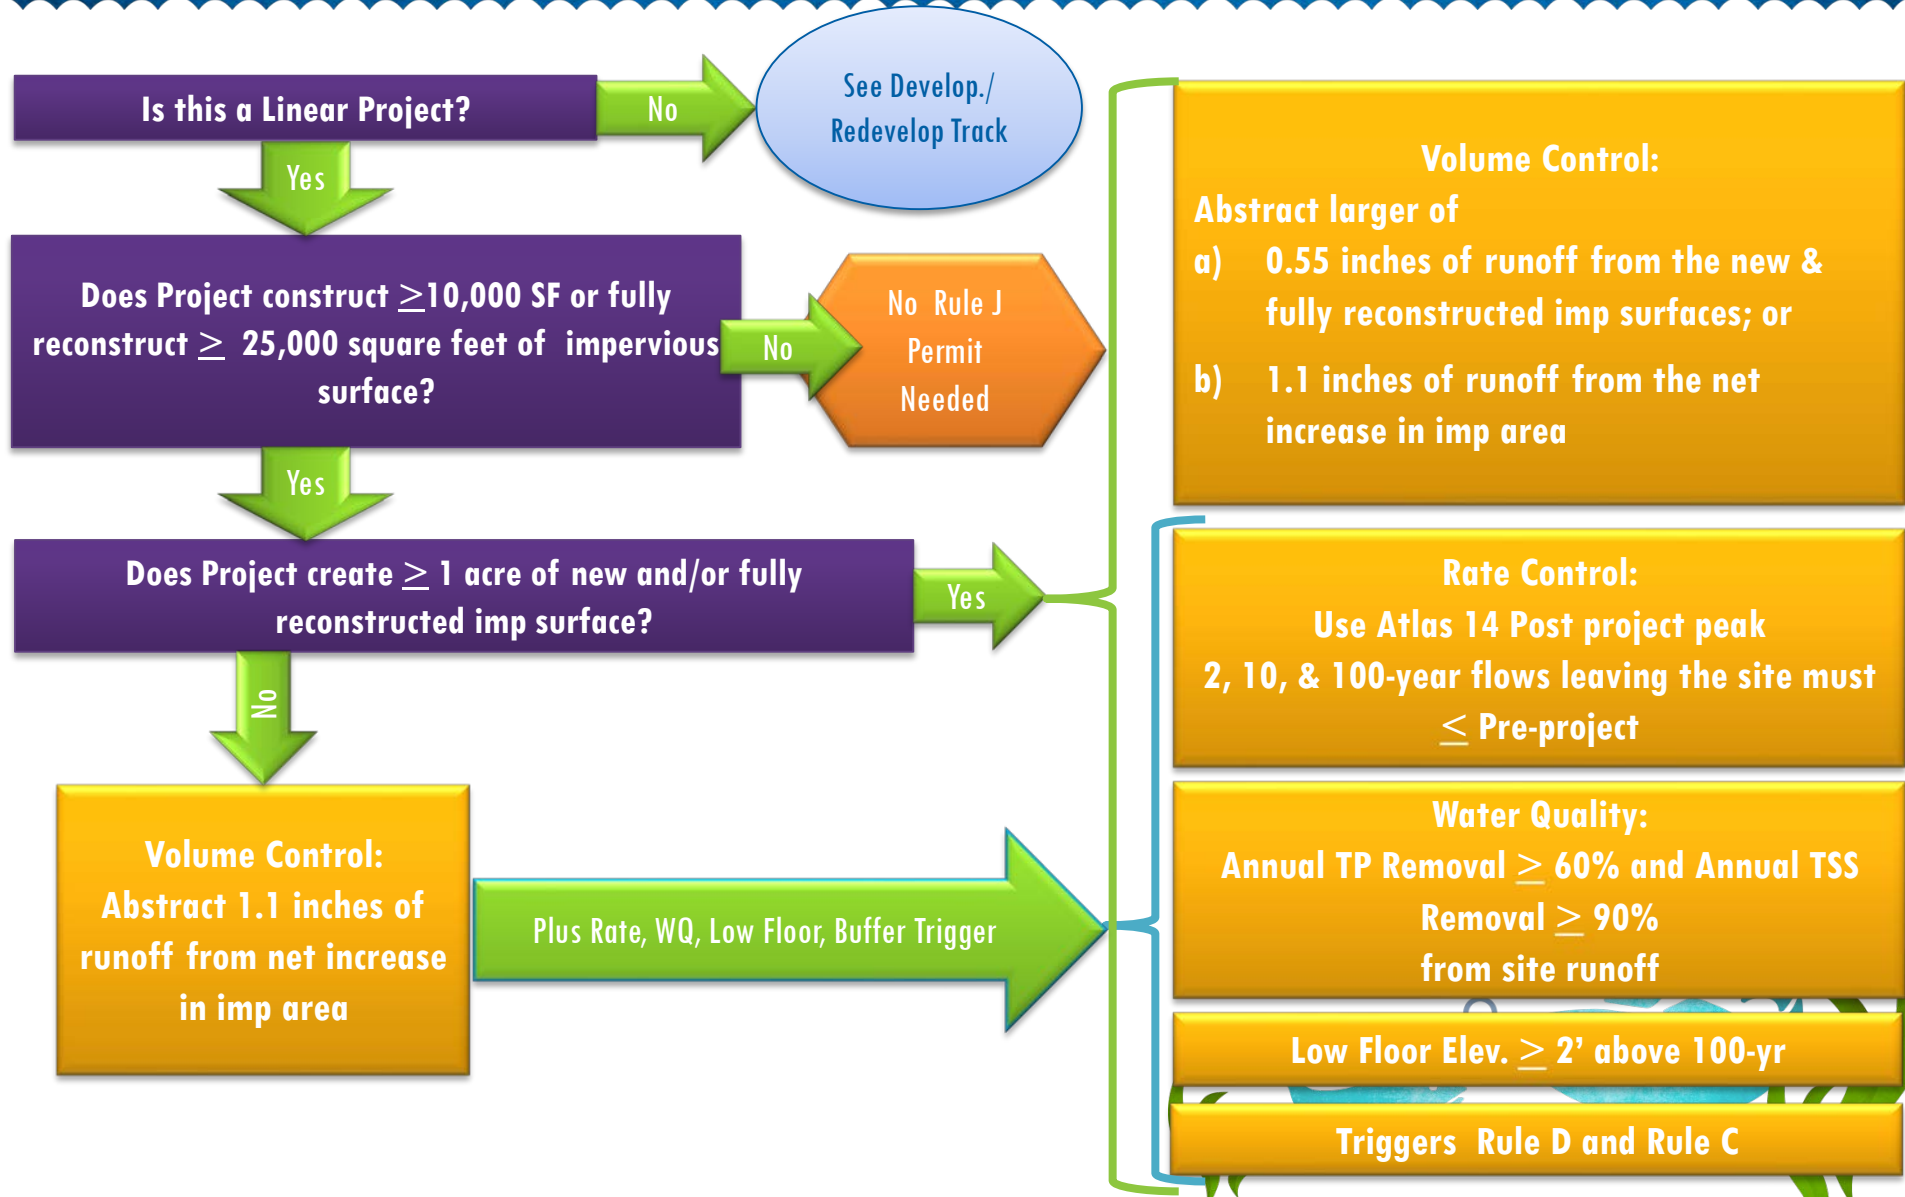 Is this a Linear Project?
No
See Develop./
Redevelop Track
Yes
Does Project construct ≥10,000 SF or fully
reconstruct ≥ 25,000 square feet of impervious
surface?
No
No Rule J
Permit
Needed
Yes
Does Project create ≥ 1 acre of new and/or fully
reconstructed imp surface?
Yes
No
Volume Control:
Abstract 1.1 inches of
runoff from net increase
in imp area
Plus Rate, WQ, Low Floor, Buffer Trigger
Volume Control:
Abstract larger of
a) 0.55 inches of runoff from the new &
fully reconstructed imp surfaces; or
b) 1.1 inches of runoff from the net
increase in imp area
Rate Control:
Use Atlas 14 Post project peak
2, 10, & 100-year flows leaving the site must
≤ Pre-project
Water Quality:
Annual TP Removal ≥ 60% and Annual TSS
Removal ≥ 90%
from site runoff
Low Floor Elev. ≥ 2’ above 100-yr
Triggers Rule D and Rule C